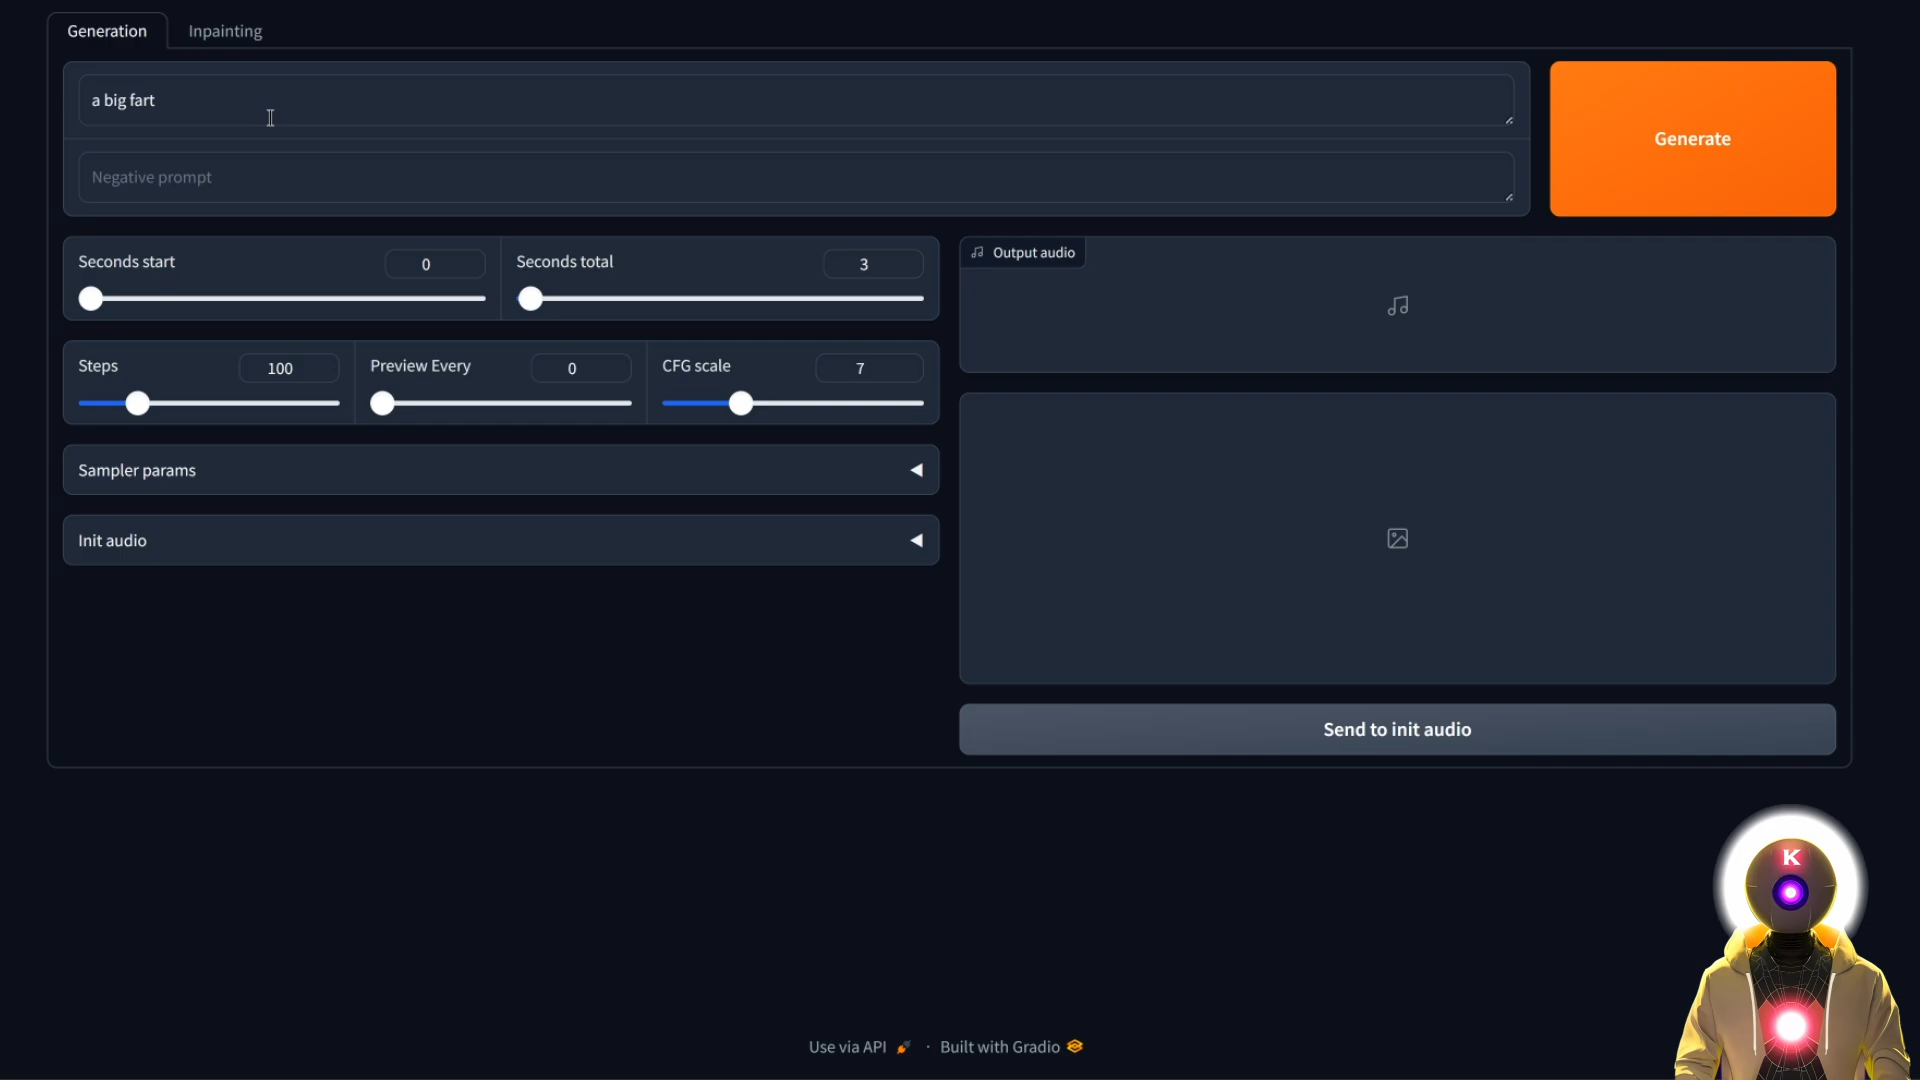 Generation
Inpainting
a big fart
Generate
Negative prompt
Seconds start
0
Seconds total
3
Output audio
Steps
100
Preview Every
0
CFG scale
7
Sampler params
Init audio
Send to init audio
K
Use via API · Built with Gradio